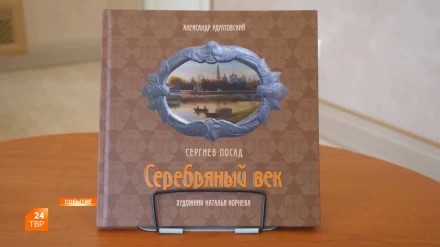 АЛЕКСАНДР РДУЛТОВСКИЙ
СЕРГИЕВ ПОСАД
Серебряный век
ХУДОЖНИК НАТАЛЬЯ КОРНЕВА
СОБЫТИЕ
24
ТВР